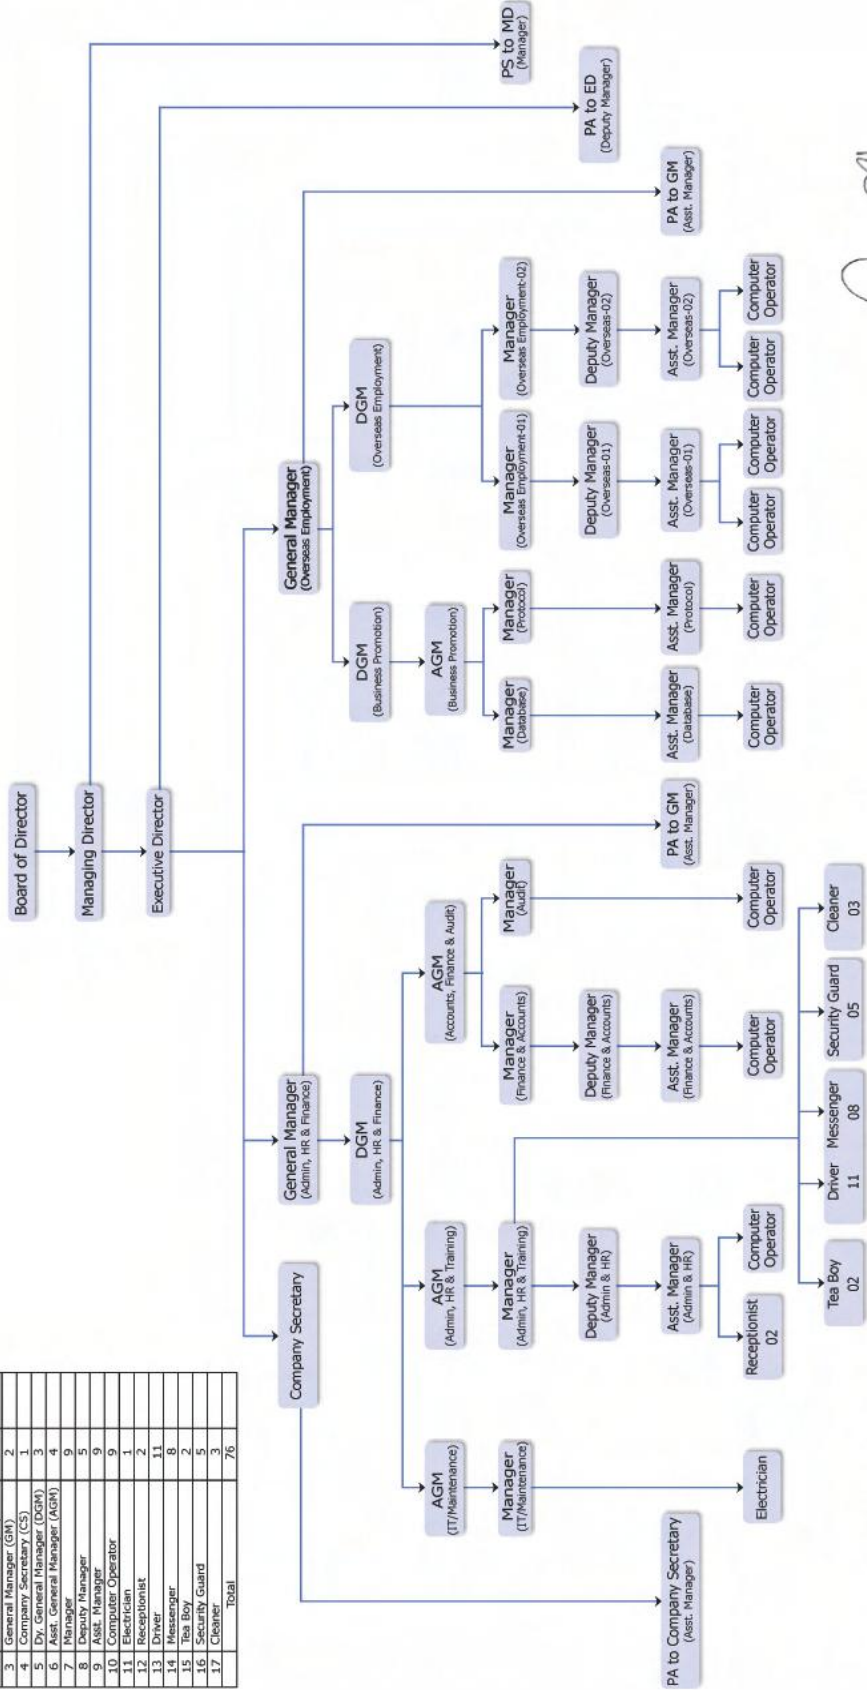 Board of Director
Managing Director
Executive Director
Company Secretary
General Manager
(Admin, HR & Finance)
General Manager
(Overseas Employment)
DGM
(Admin, HR & Finance)
DGM
(Business Promotion)
DGM
(Overseas Employment)
AGM
(IT/Maintenance)
AGM
(Admin, HR & Training)
AGM
(Accounts, Finance & Audit)
AGM
(Business Promotion)
Manager
(IT/Maintenance)
Manager
(Admin, HR & Training)
Manager
(Finance & Accounts)
Manager
(Audit)
Manager
(Database)
Manager
(Protocol)
Manager
(Overseas Employment-01)
Manager
(Overseas Employment-02)
PS to MD
(Manager)
Deputy Manager
(Admin & HR)
Deputy Manager
(Finance & Accounts)
Deputy Manager
(Overseas-01)
Deputy Manager
(Overseas-02)
PA to ED
(Deputy Manager)
PA to Company Secretary
(Asst. Manager)
Asst. Manager
(Admin & HR)
Asst. Manager
(Finance & Accounts)
PA to GM
(Asst. Manager)
Asst. Manager
(Database)
Asst. Manager
(Protocol)
Asst. Manager
(Overseas-01)
Asst. Manager
(Overseas-02)
PA to GM
(Asst. Manager)
Electrician
Receptionist
02
Computer
Operator
Computer
Operator
Computer
Operator
Computer
Operator
Computer
Operator
Computer
Operator
Computer
Operator
Computer
Operator
Computer
Operator
Tea Boy
02
Driver
11
Messenger
08
Security Guard
05
Cleaner
03
3 General Manager (GM) 2
4 Company Secretary (CS) 1
5 Dy. General Manager (DGM) 3
6 Asst. General Manager (AGM) 4
7 Manager 9
8 Deputy Manager 5
9 Asst. Manager 9
10 Computer Operator 9
11 Electrician 1
12 Receptionist 2
13 Driver 11
14 Messenger 8
15 Tea Boy 2
16 Security Guard 5
17 Cleaner 3
Total 76